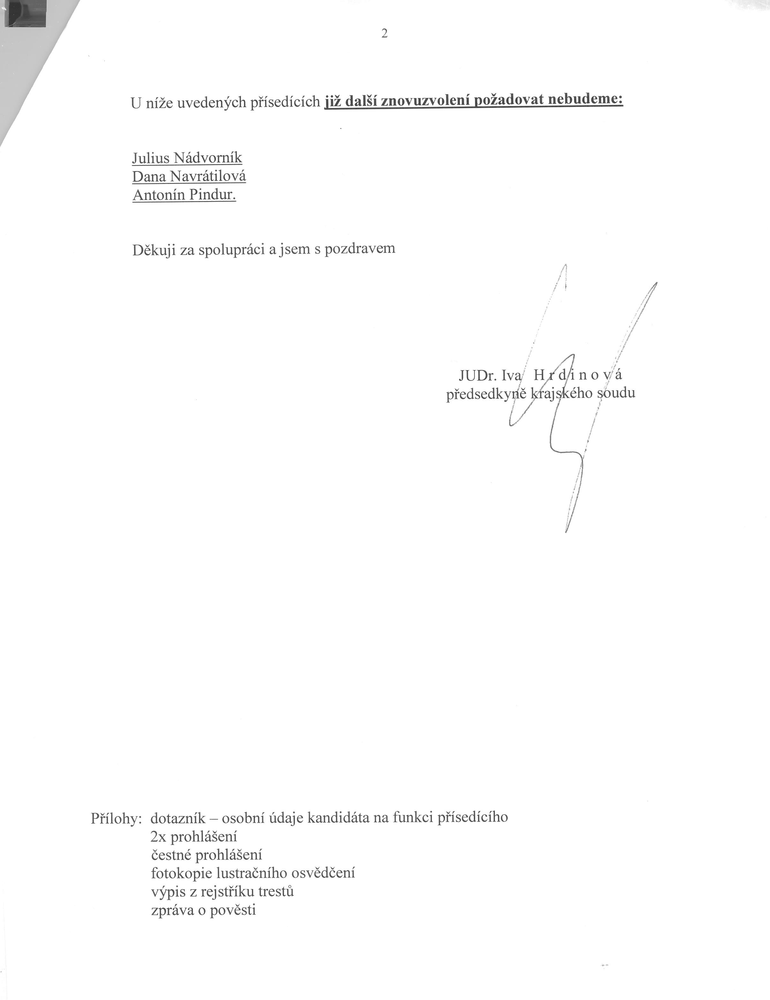 2
U níže uvedených přísedících již další znovuzvolení požadovat nebudeme:
Julius Nádvorník
Dana Navrátilová
Antonín Pindur.
Děkuji za spolupráci a jsem s pozdravem
JUDr. Iva H r d i n o v á
předsedkyně krajského soudu
Přílohy: dotazník – osobní údaje kandidáta na funkci přísedícího
2x prohlášení
čestné prohlášení
fotokopie lustračního osvědčení
výpis z rejstříku trestů
zpráva o pověsti